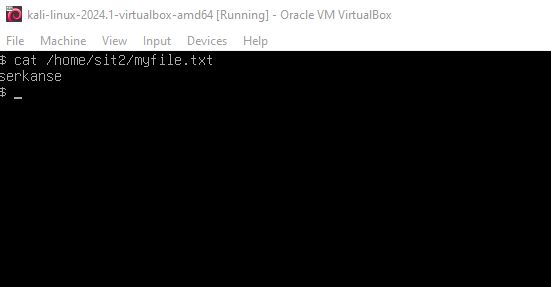 kali-linux-2024.1-virtualbox-amd64 [Running] - Oracle VM VirtualBox
File Machine View Input Devices Help
$ cat /home/sit2/myfile.txt
serkanse
$ _